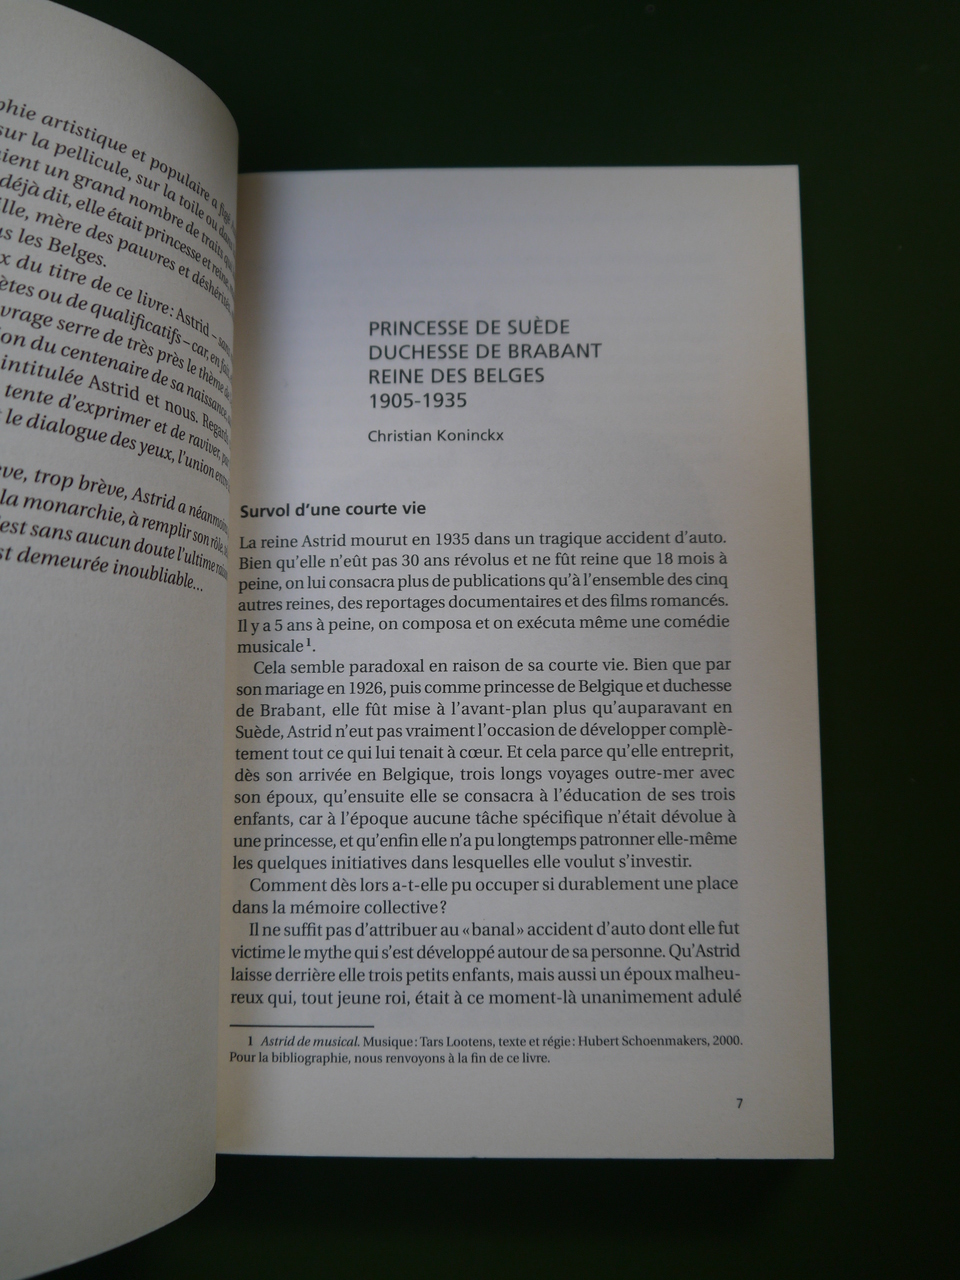 phie artistique et populaire a figé
sur la pellicule, sur la toile ou dans
aient un grand nombre de traits
déjà dit, elle était princesse et reine,
ille, mère des pauvres et déshérités,
us les Belges.
x du titre de ce livre : Astrid –
ètes ou de qualificatifs – car, en fait,
vrage serre de très près le thème de
on du centenaire de sa naissance,
intitulée Astrid et nous.
tente d'exprimer et de raviver,
le dialogue des yeux, l'union entre
ève, trop brève, Astrid a néanmoins
la monarchie, à remplir son rôle,
est sans aucun doute l'ultime
st demeurée inoubliable...
PRINCESSE DE SUÈDE
DUCHESSE DE BRABANT
REINE DES BELGES
1905-1935
Christian Koninckx
Survol d'une courte vie
La reine Astrid mourut en 1935 dans un tragique accident d'auto.
Bien qu'elle n'eût pas 30 ans révolus et ne fût reine que 18 mois à
peine, on lui consacra plus de publications qu'à l'ensemble des cinq
autres reines, des reportages documentaires et des films romancés.
Il y a 5 ans à peine, on composa et on exécuta même une comédie
musicale 1.
Cela semble paradoxal en raison de sa courte vie. Bien que par
son mariage en 1926, puis comme princesse de Belgique et duchesse
de Brabant, elle fût mise à l'avant-plan plus qu'auparavant en
Suède, Astrid n'eut pas vraiment l'occasion de développer complè-
tement tout ce qui lui tenait à cœur. Et cela parce qu'elle entreprit,
dès son arrivée en Belgique, trois longs voyages outre-mer avec
son époux, qu'ensuite elle se consacra à l'éducation de ses trois
enfants, car à l'époque aucune tâche spécifique n'était dévolue à
une princesse, et qu'enfin elle n'a pu longtemps patronner elle-même
les quelques initiatives dans lesquelles elle voulut s'investir.
Comment dès lors a-t-elle pu occuper si durablement une place
dans la mémoire collective ?
Il ne suffit pas d'attribuer au « banal » accident d'auto dont elle fut
victime le mythe qui s'est développé autour de sa personne. Qu'Astrid
laisse derrière elle trois petits enfants, mais aussi un époux malheu-
reux qui, tout jeune roi, était à ce moment-là unanimement adulé
1 Astrid de musical. Musique : Tars Lootens, texte et régie : Hubert Schoenmakers, 2000.
Pour la bibliographie, nous renvoyons à la fin de ce livre.
7